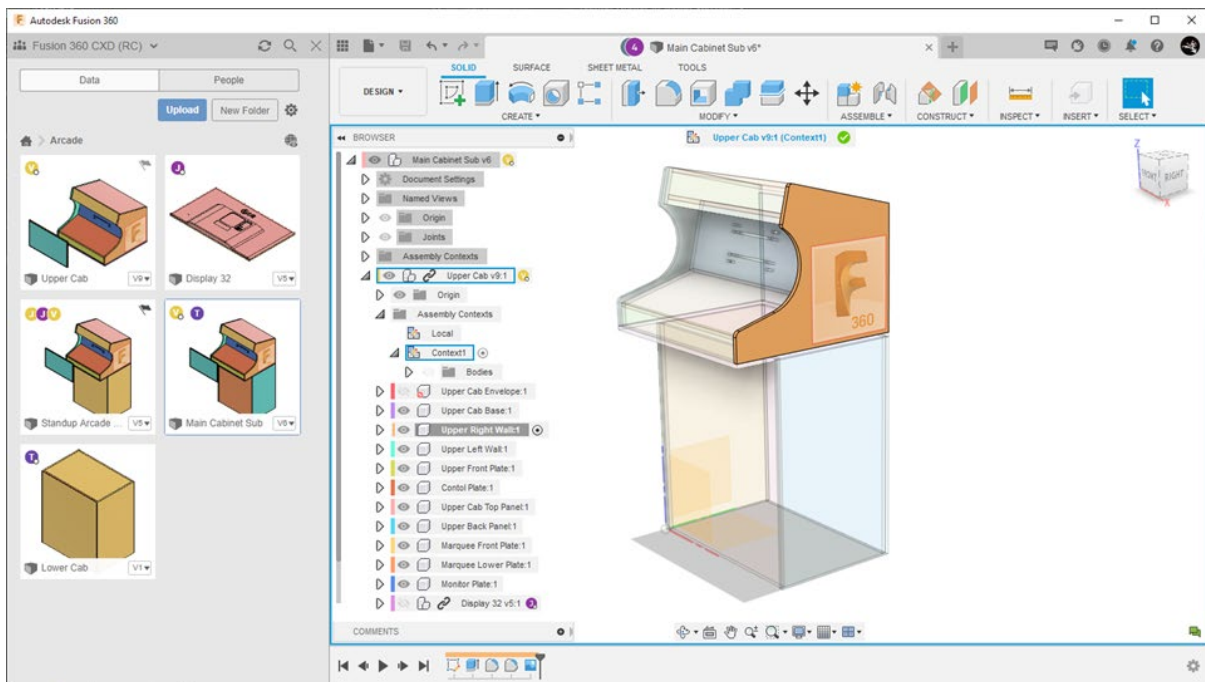 Autodesk Fusion 360
Fusion 360 CXD (RC)
4
Main Cabinet Sub v6*
Data
People
Upload
New Folder
Arcade
V
J
Upper Cab
V9
Display 32
V5
J J V
V T
Standup Arcade ...
V5
Main Cabinet Sub
V6
T
Lower Cab
V1
DESIGN
SOLID
SURFACE
SHEET METAL
TOOLS
CREATE
MODIFY
ASSEMBLE
CONSTRUCT
INSPECT
INSERT
SELECT
BROWSER
Upper Cab v9:1 (Context1)
Main Cabinet Sub v6
Document Settings
Named Views
Origin
Joints
Assembly Contexts
Upper Cab v9:1
Origin
Assembly Contexts
Local
Context1
Bodies
Upper Cab Envelope:1
Upper Cab Base:1
Upper Right Wall:1
Upper Left Wall:1
Upper Front Plate:1
Contol Plate:1
Upper Cab Top Panel:1
Upper Back Panel:1
Marquee Front Plate:1
Marquee Lower Plate:1
Monitor Plate:1
Display 32 v5:1
J
COMMENTS
F
360
Z
FRONT
RIGHT
X